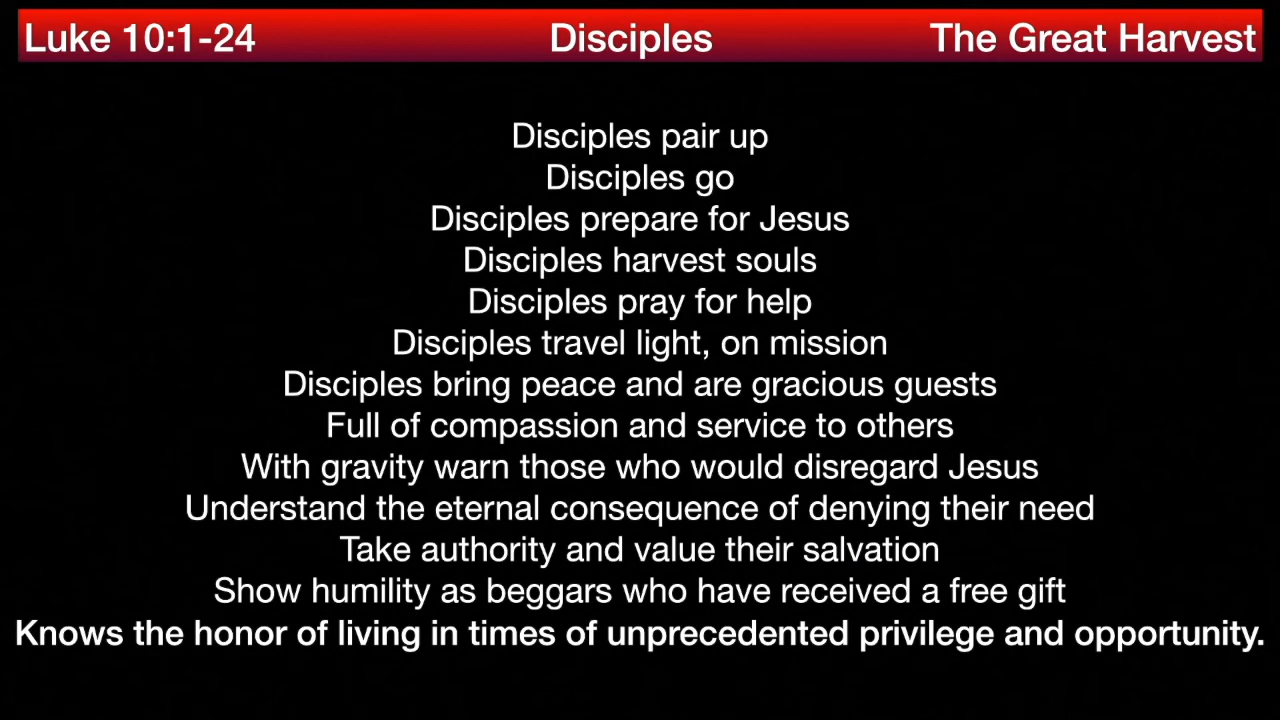 Luke 10:1-24 Disciples The Great Harvest
Disciples pair up
Disciples go
Disciples prepare for Jesus
Disciples harvest souls
Disciples pray for help
Disciples travel light, on mission
Disciples bring peace and are gracious guests
Full of compassion and service to others
With gravity warn those who would disregard Jesus
Understand the eternal consequence of denying their need
Take authority and value their salvation
Show humility as beggars who have received a free gift
Knows the honor of living in times of unprecedented privilege and opportunity.